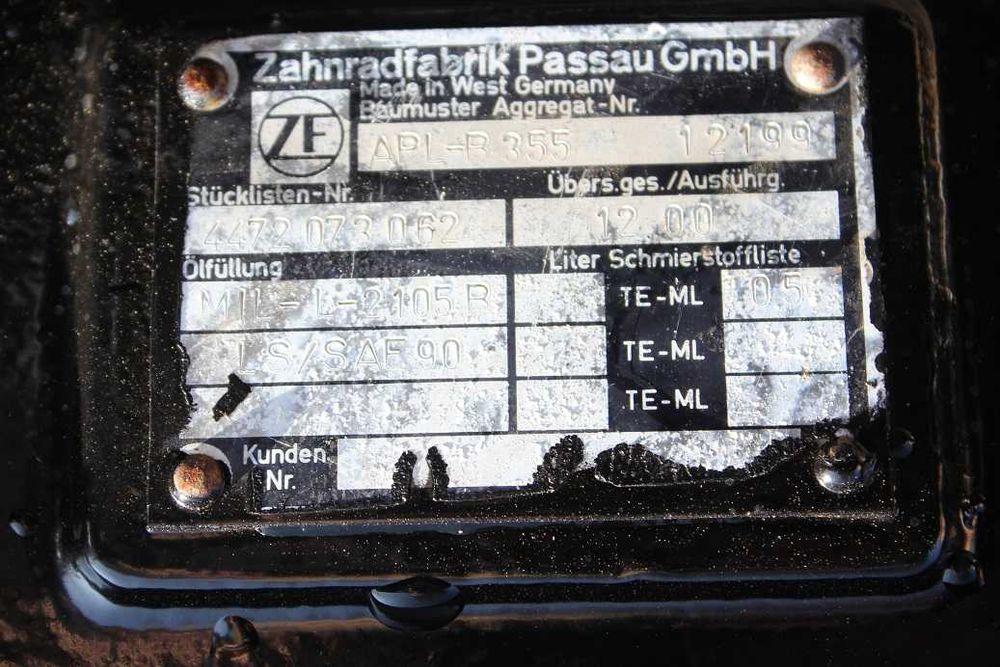 Zahnradfabrik Passau GmbH
Made in West Germany
Baumuster Aggregat-Nr.
ZF
APL-B 355 12199
Stücklisten-Nr. Übers.ges./Ausführg.
4472 073 062 12.00
Ölfüllung Liter Schmierstoffliste
MIL-L-2105 B TE-ML 05
LS/SAE 90 TE-ML
TE-ML
Kunden
Nr.